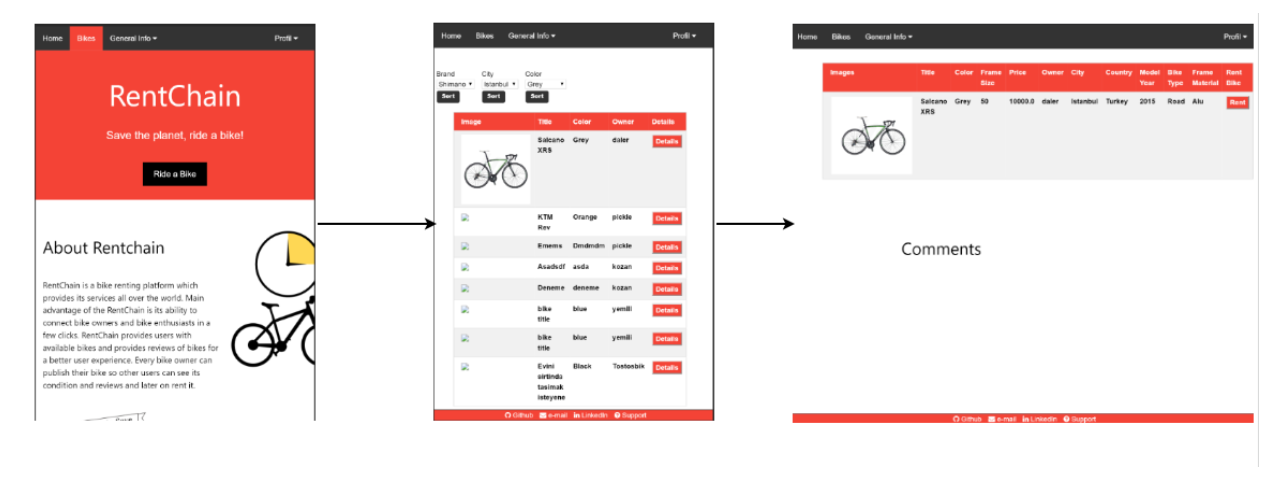 Home Bikes General Info Profil
RentChain
Save the planet, ride a bike!
Ride a Bike
About Rentchain
RentChain is a bike renting platform which
provides its services all over the world. Main
advantage of the RentChain is its ability to
connect bike owners and bike enthusiasts in a
few clicks. RentChain provides users with
available bikes and provides reviews of bikes for
a better user experience. Every bike owner can
publish their bike so other users can see its
condition and reviews and later on rent it.
Home Bikes General Info Profil
Brand City Color
Shimano Istanbul Grey
Sort Sort Sort
Image Title Color Owner Details
Salcano Grey daler Details
XRS
KTM Orange pickle Details
Rev
Emems Dmdmdm pickle Details
Asadsdf asda kozan Details
Deneme deneme kozan Details
bike blue yemili Details
title
bike blue yemili Details
title
Evini Black Tostosbik Details
sirtinda
tasimak
isteyene
Github e-mail LinkedIn Support
Home Bikes General Info Profil
Images Title Color Frame Price Owner City Country Model Bike Frame Rent
Size Year Type Material Bike
Salcano Grey 50 10000.0 daler Istanbul Turkey 2015 Road Alu Rent
XRS
Comments
Github e-mail LinkedIn Support